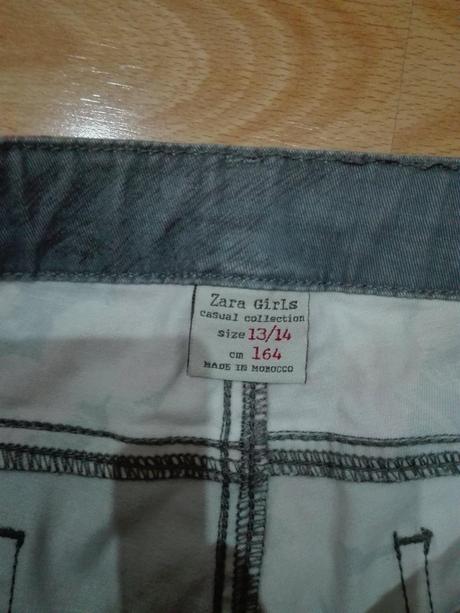 Zara Girls
casual collection
size 13/14
cm 164
MADE IN MOROCCO